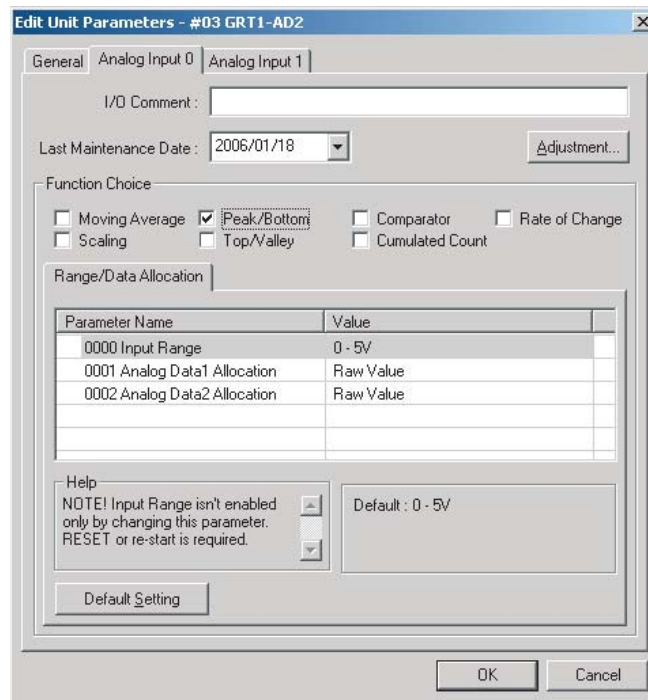 Edit Unit Parameters - #03 GRT1-AD2
General Analog Input 0 Analog Input 1
I/O Comment :
Last Maintenance Date : 2006/01/18 Adjustment...
Function Choice
Moving Average Peak/Bottom Comparator Rate of Change
Scaling Top/Valley Cumulated Count
Range/Data Allocation
Parameter Name Value
0000 Input Range 0 - 5V
0001 Analog Data1 Allocation Raw Value
0002 Analog Data2 Allocation Raw Value
Help
NOTE! Input Range isn't enabled
only by changing this parameter.
RESET or re-start is required.
Default : 0 - 5V
Default Setting
OK Cancel